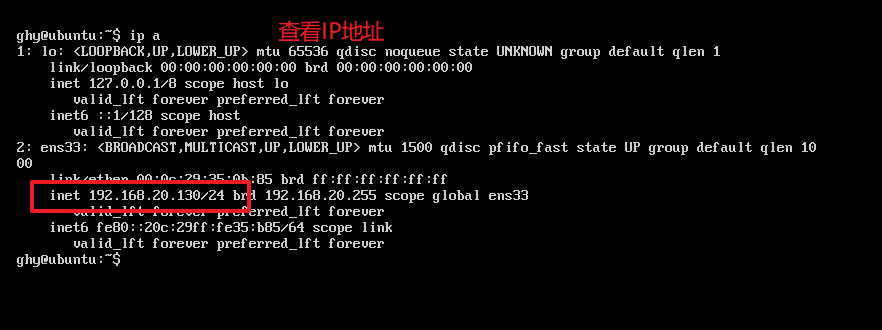 查看IP地址
ghy@ubuntu:~$ ip a
1: lo: <LOOPBACK,UP,LOWER_UP> mtu 65536 qdisc noqueue state UNKNOWN group default qlen 1
link/loopback 00:00:00:00:00:00 brd 00:00:00:00:00:00
inet 127.0.0.1/8 scope host lo
valid_lft forever preferred_lft forever
inet6 ::1/128 scope host
valid_lft forever preferred_lft forever
2: ens33: <BROADCAST,MULTICAST,UP,LOWER_UP> mtu 1500 qdisc pfifo_fast state UP group default qlen 10
00
link/ether 00:0c:29:35:0b:85 brd ff:ff:ff:ff:ff:ff
inet 192.168.20.130/24 brd 192.168.20.255 scope global ens33
valid_lft forever preferred_lft forever
inet6 fe80::20c:29ff:fe35:b85/64 scope link
valid_lft forever preferred_lft forever
ghy@ubuntu:~$